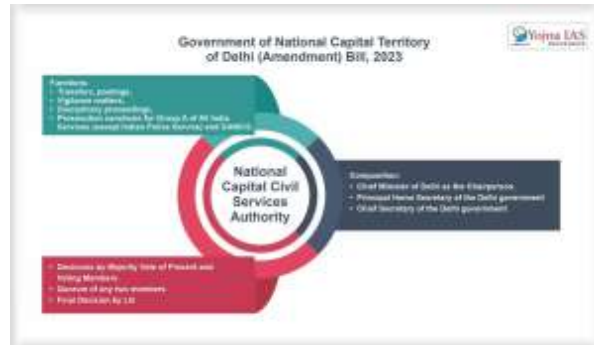 Government of National Capital Territory
of Delhi (Amendment) Bill, 2023
Yojna IAS
Functions:
• Transfers, postings,
• Vigilance matters,
• Disciplinary proceedings,
• Prosecution sanctions for Group A of All India
Services (except Indian Police Service) and DANICS
National
Capital Civil
Services
Authority
Composition:
• Chief Minister of Delhi as the Chairperson,
• Principal Home Secretary of the Delhi government
• Chief Secretary of the Delhi government
• Decisions by Majority Vote of Present and
Voting Members
• Quorum of any two members
• Final Decision by LG